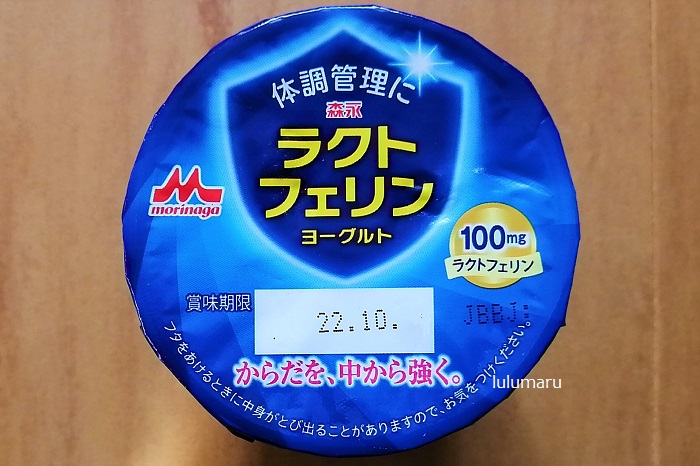 体調管理に
森永
ラクト
フェリン
ヨーグルト
morinaga
100mg
ラクトフェリン
賞味期限
22.10.
JBBJ:
からだを、中から強く。
フタをあけるときに中身がとび出ることがありますので、お気をつけください。
lulumaru